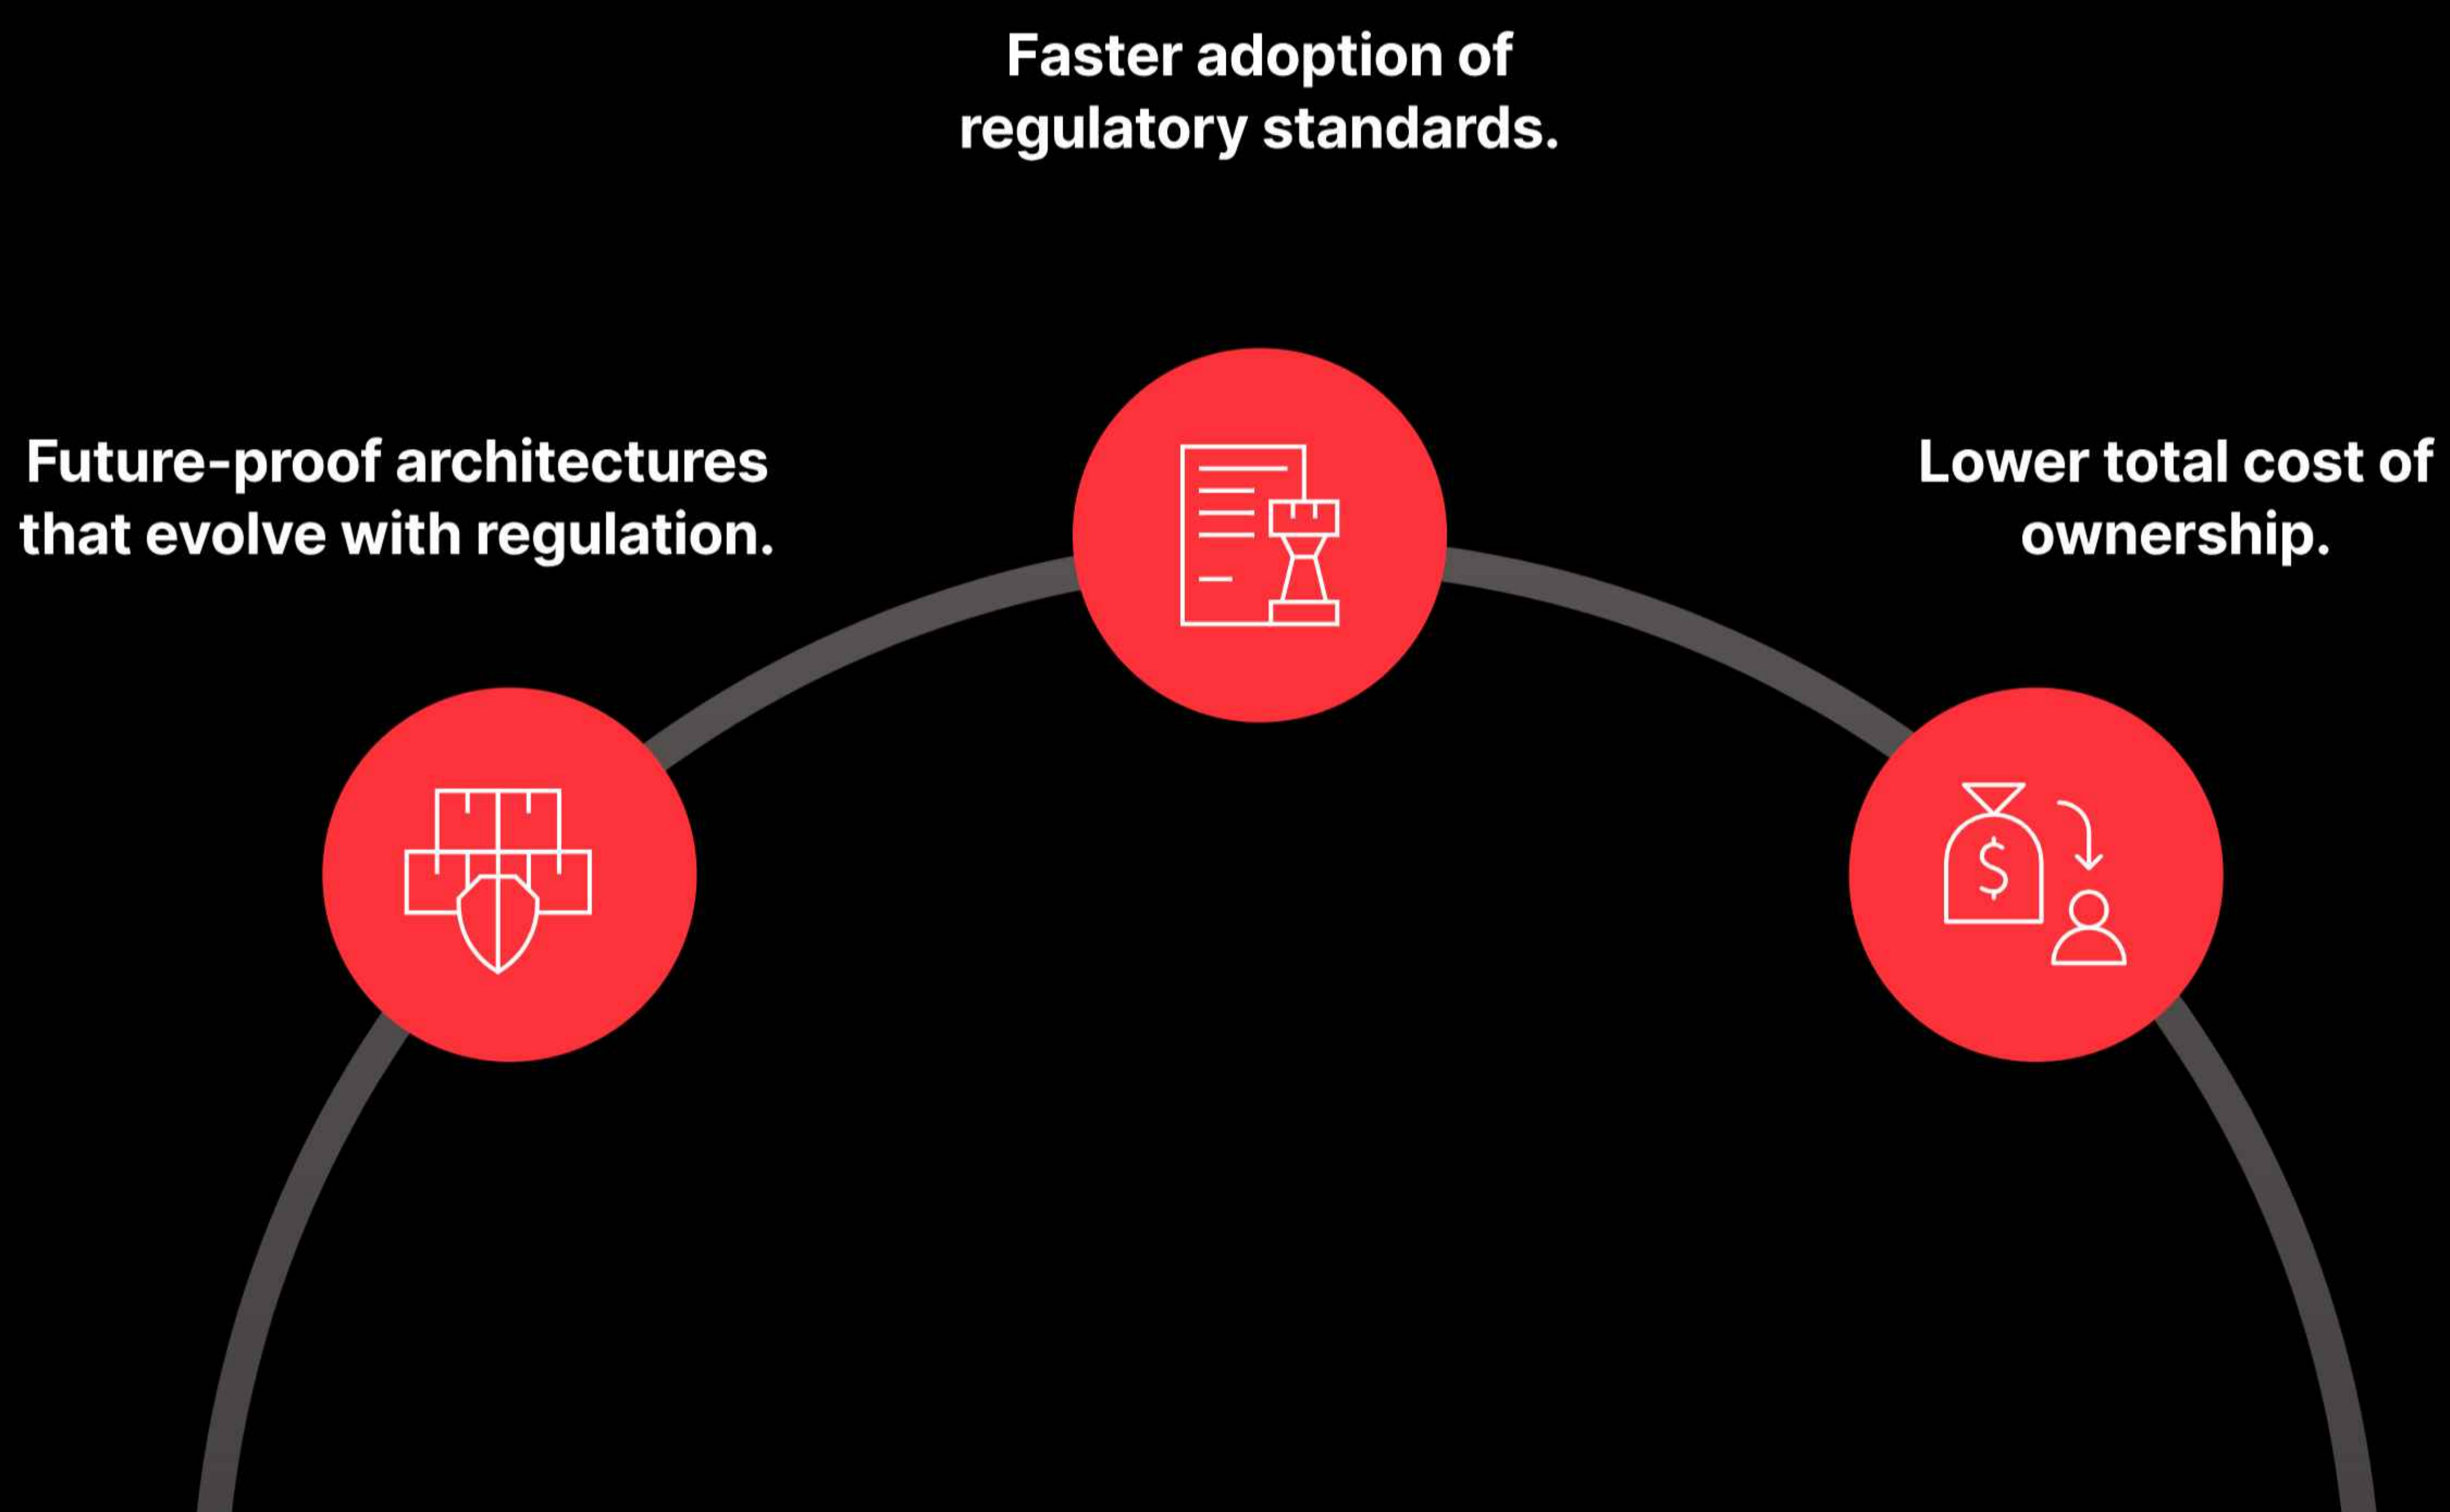 Faster adoption of
regulatory standards.
Future-proof architectures
that evolve with regulation.
Lower total cost of
ownership.
$